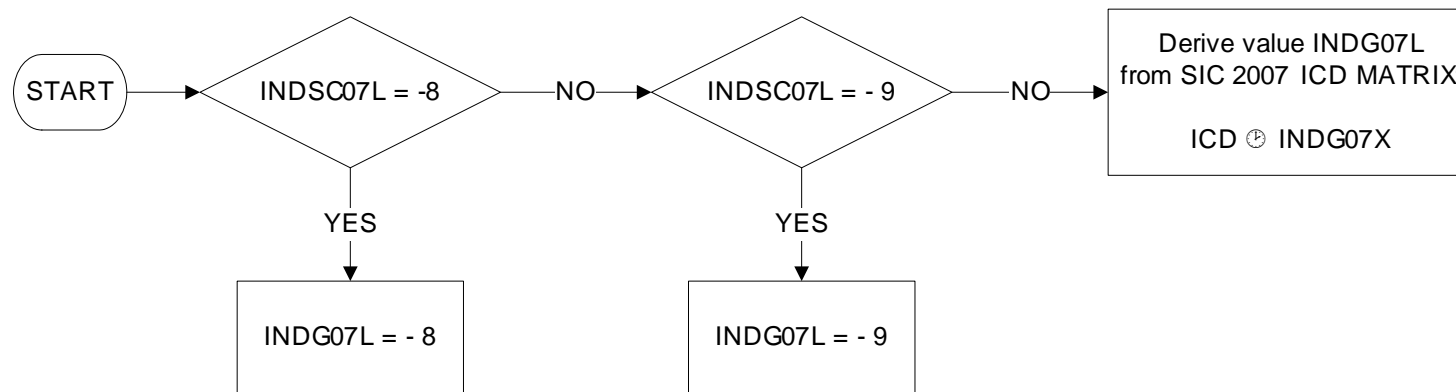 START
INDSC07L = -8
NO
INDSC07L = - 9
NO
Derive value INDG07L
from SIC 2007 ICD MATRIX
ICD 🕑 INDG07X
YES
YES
INDG07L = - 8
INDG07L = - 9